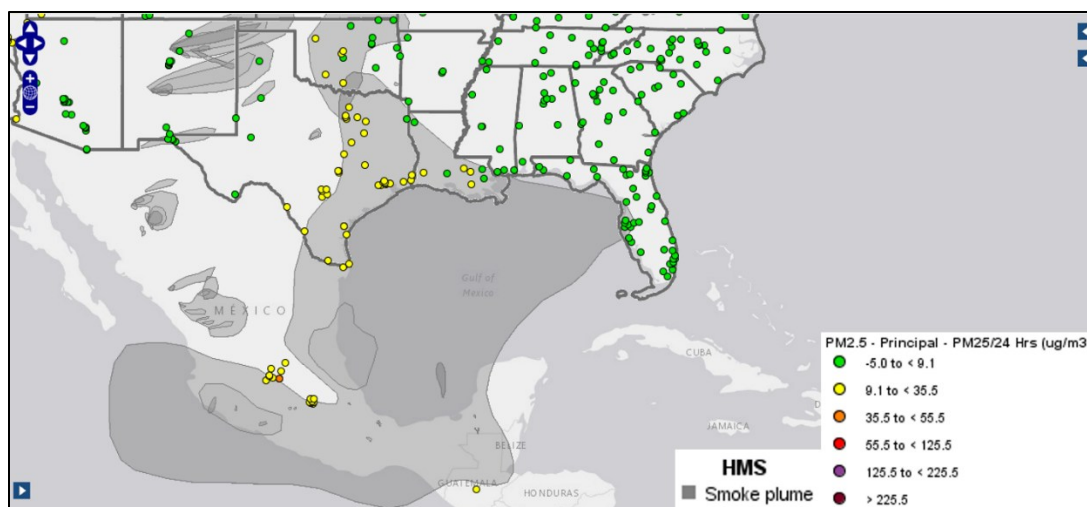 Gulf of
Mexico
MÉXICO
CUBA
JAMAICA
BELIZE
GUATEMALA
HONDURAS
D
HMS
Smoke plume
PM2.5 - Principal - PM25/24 Hrs (ug/m3
-5.0 to < 9.1
9.1 to < 35.5
35.5 to < 55.5
55.5 to < 125.5
125.5 to < 225.5
> 225.5